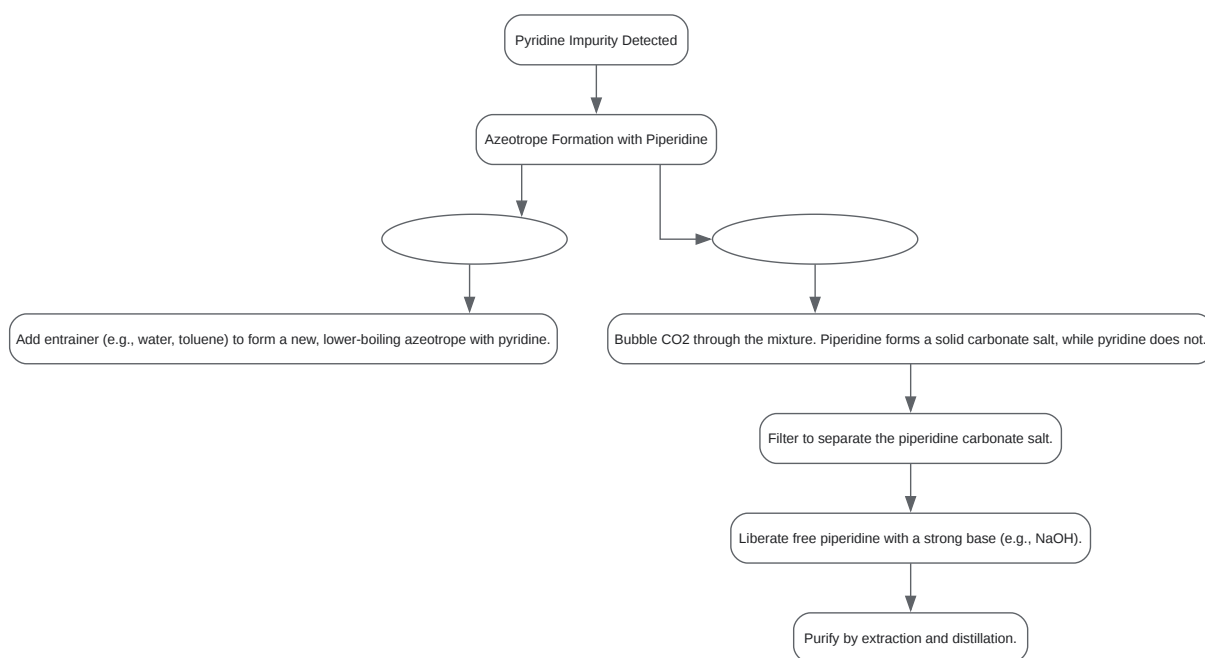 Pyridine Impurity Detected
Azeotrope Formation with Piperidine
Add entrainer (e.g., water, toluene) to form a new, lower-boiling azeotrope with pyridine.
Bubble CO2 through the mixture. Piperidine forms a solid carbonate salt, while pyridine does not.
Filter to separate the piperidine carbonate salt.
Liberate free piperidine with a strong base (e.g., NaOH).
Purify by extraction and distillation.